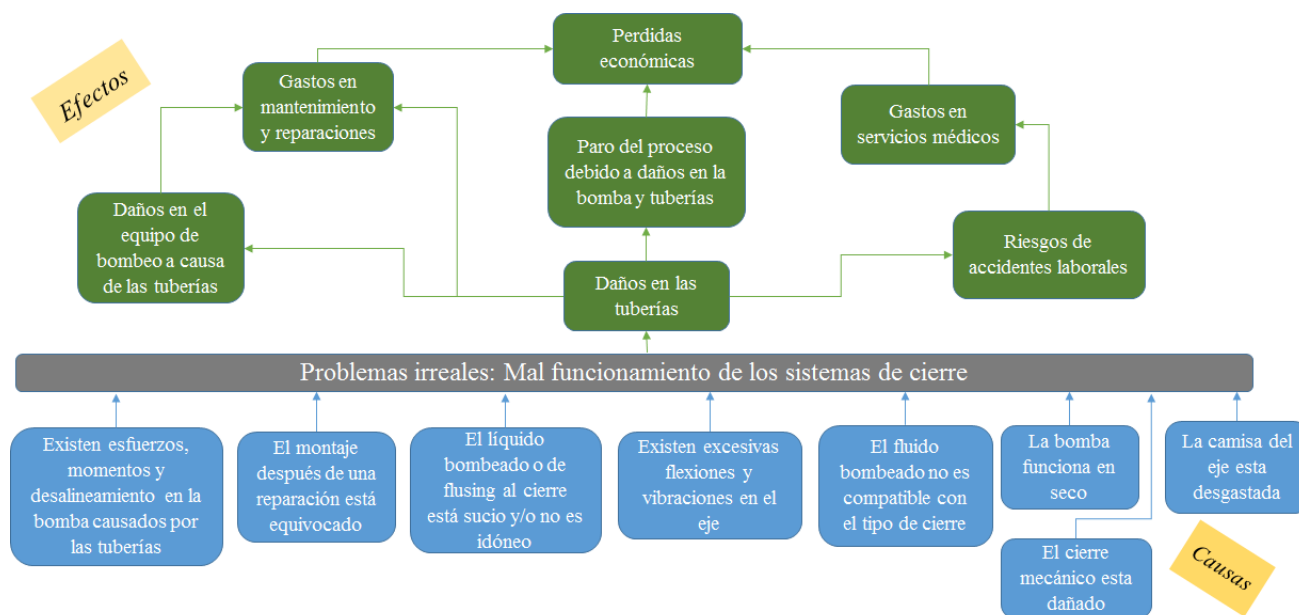 Efectos
Perdidas
económicas
Gastos en
mantenimiento
y reparaciones
Gastos en
servicios médicos
Paro del proceso
debido a daños en la
bomba y tuberías
Daños en el
equipo de
bombeo a causa
de las tuberías
Riesgos de
accidentes laborales
Daños en las
tuberías
Problemas irreales: Mal funcionamiento de los sistemas de cierre
Existen esfuerzos,
momentos y
desalineamiento en la
bomba causados por
las tuberías
El montaje
después de una
reparación está
equivocado
El líquido
bombeado o de
flusing al cierre
está sucio y/o no es
idóneo
Existen excesivas
flexiones y
vibraciones en el
eje
El fluido
bombeado no es
compatible con
el tipo de cierre
La bomba
funciona en
seco
La camisa del
eje esta
desgastada
El cierre
mecánico esta
dañado
Causas